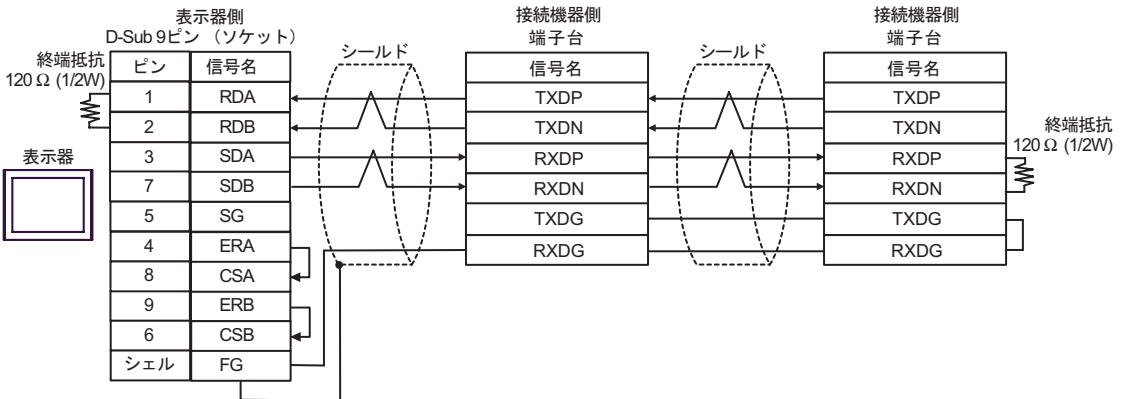 表示器側
D-Sub 9ピン （ソケット）
終端抵抗
120 Ω (1/2W)
ピン 信号名
1 RDA
2 RDB
3 SDA
7 SDB
5 SG
4 ERA
8 CSA
9 ERB
6 CSB
シェル FG
表示器
シールド
接続機器側
端子台
信号名
TXDP
TXDN
RXDP
RXDN
TXDG
RXDG
シールド
接続機器側
端子台
信号名
TXDP
TXDN
RXDP
RXDN
TXDG
RXDG
終端抵抗
120 Ω (1/2W)